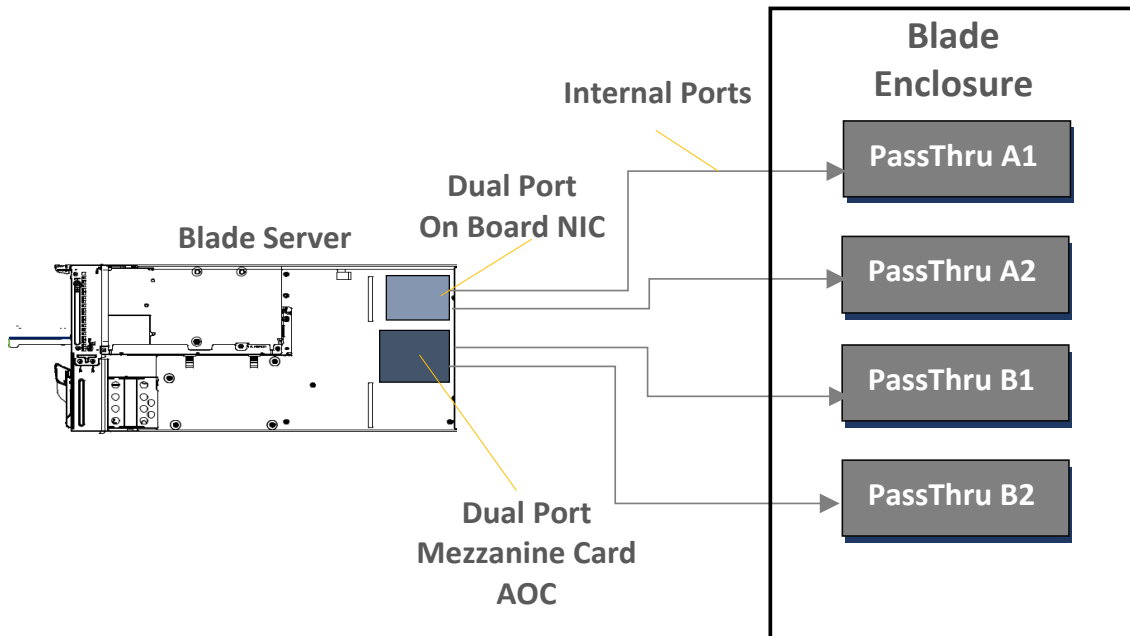 Blade
Enclosure
Internal Ports
PassThru A1
Dual Port
On Board NIC
Blade Server
PassThru A2
PassThru B1
PassThru B2
Dual Port
Mezzanine Card
AOC